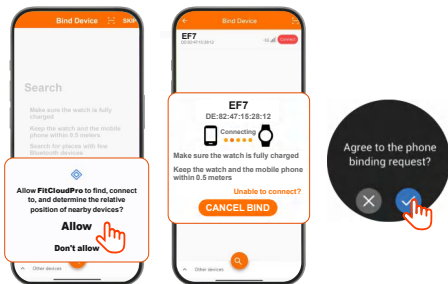 Bind Device
SKIP
Search
Make sure the watch is fully
charged
Keep the watch and the mobile
phone within 0.5 meters
Search for places with few
Bluetooth devices
Allow FitCloudPro to find, connect
to, and determine the relative
position of nearby devices?
Allow
Don't allow
Other devices
Bind Device
EF7
DE:82:47:15:28:12
Connect
EF7
DE:82:47:15:28:12
Connecting
Make sure the watch is fully charged
Keep the watch and the mobile phone
within 0.5 meters
Unable to connect?
CANCEL BIND
Other devices
Agree to the phone
binding request?